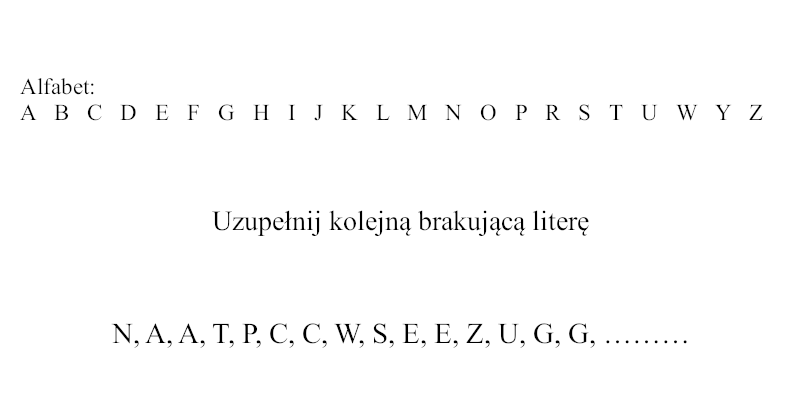 Alfabet:
A B C D E F G H I J K L M N O P R S T U W Y Z
Uzupełnij kolejną brakującą literę
N, A, A, T, P, C, C, W, S, E, E, Z, U, G, G, .........